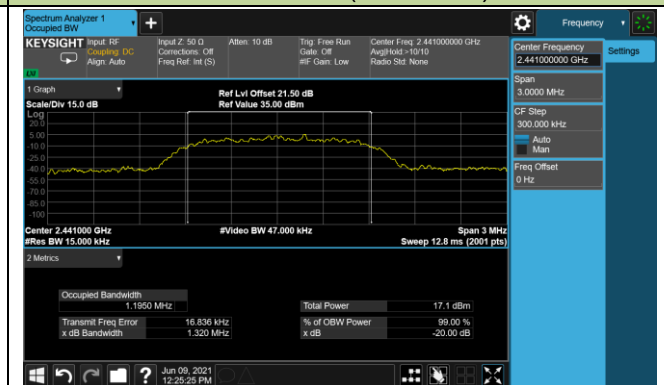 Spectrum Analyzer 1
Occupied BW
+
Frequency
KEYSIGHT
Input: RF
Coupling: DC
Align: Auto
Input Z: 50 Ω
Corrections: Off
Freq Ref: Int (S)
Atten: 10 dB
Trig: Free Run
Gate: Off
#IF Gain: Low
Center Freq: 2.441000000 GHz
Avg|Hold:>10/10
Radio Std: None
Center Frequency
2.441000000 GHz
Settings
Span
3.0000 MHz
CF Step
300.000 kHz
Auto
Man
Freq Offset
0 Hz
1 Graph
Scale/Div 15.0 dB
Ref Lvl Offset 21.50 dB
Ref Value 35.00 dBm
Log
20.0
5.00
-10.0
-25.0
-40.0
-55.0
-70.0
-85.0
-100
Center 2.441000 GHz
#Res BW 15.000 kHz
#Video BW 47.000 kHz
Span 3 MHz
Sweep 12.8 ms (2001 pts)
2 Metrics
Occupied Bandwidth
1.1950 MHz
Total Power 17.1 dBm
Transmit Freq Error 16.836 kHz
% of OBW Power 99.00 %
x dB Bandwidth 1.320 MHz
x dB -20.00 dB
?
Jun 09, 2021
12:25:25 PM